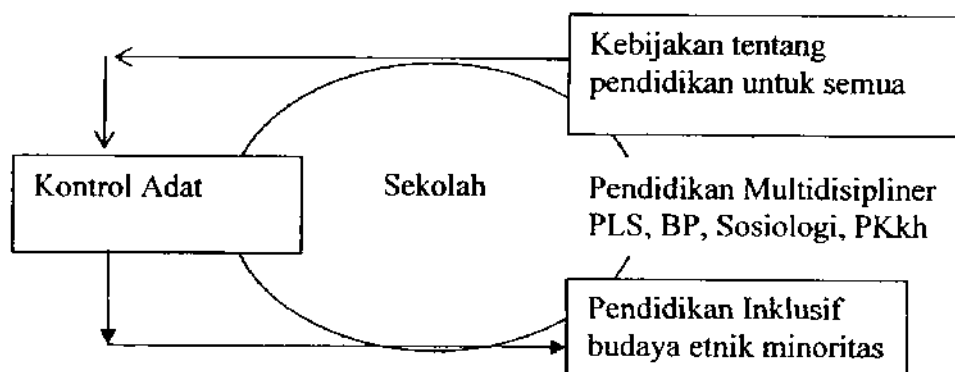 Kebijakan tentang
pendidikan untuk semua
Kontrol Adat
Sekolah
Pendidikan Multidisipliner
PLS, BP, Sosiologi, PKkh
Pendidikan Inklusif
budaya etnik minoritas